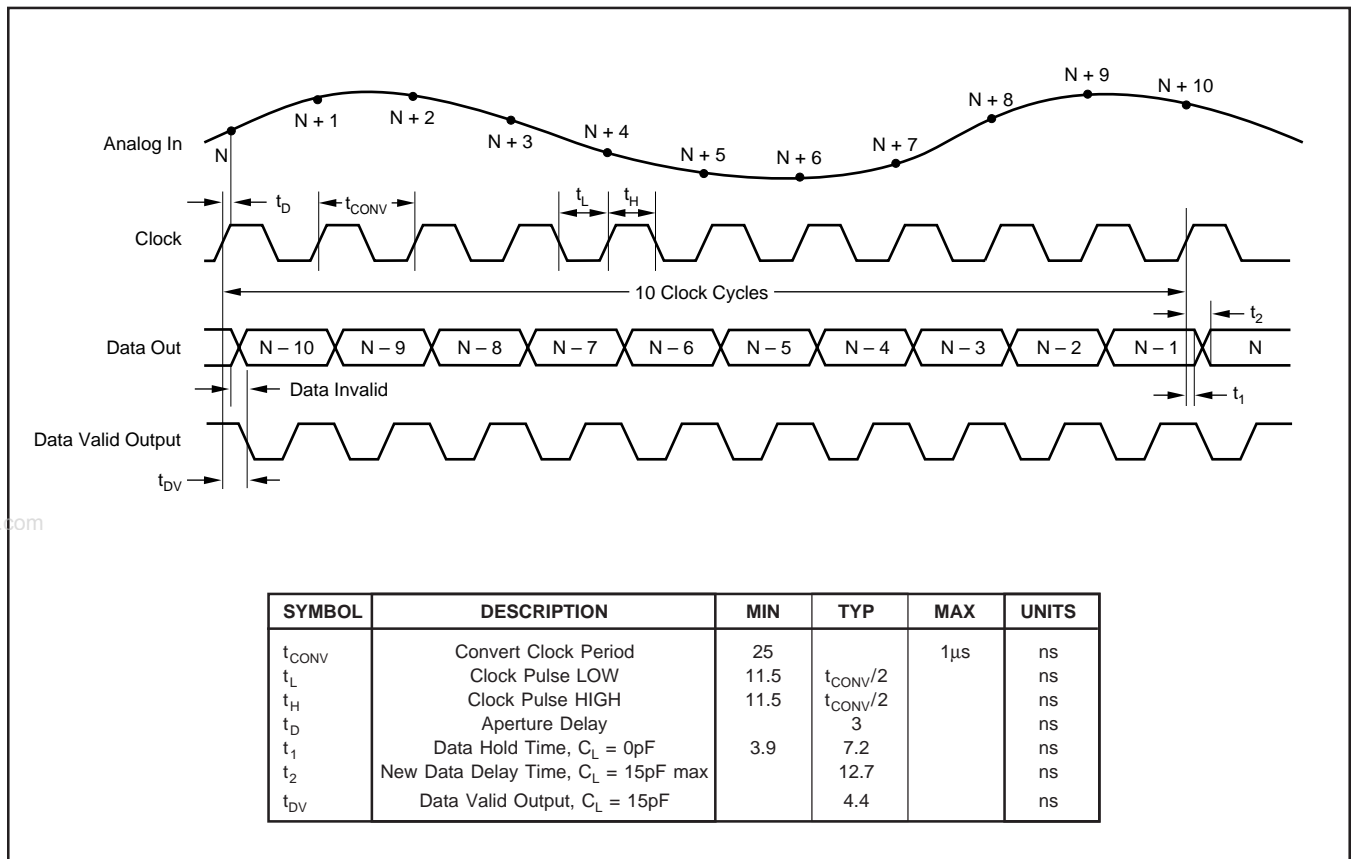 N + 9
N + 10
N + 8
N + 1
N + 2
N + 3
N + 4
N + 7
Analog In
N
N + 5
N + 6
tD
tCONV
tL
tH
Clock
10 Clock Cycles
t2
Data Out
N – 10
N – 9
N – 8
N – 7
N – 6
N – 5
N – 4
N – 3
N – 2
N – 1
N
Data Invalid
t1
Data Valid Output
tDV
.com
SYMBOL DESCRIPTION MIN TYP MAX UNITS
tCONV Convert Clock Period 25 1µs ns
tL Clock Pulse LOW 11.5 tCONV/2 ns
tH Clock Pulse HIGH 11.5 tCONV/2 ns
tD Aperture Delay 3 ns
t1 Data Hold Time, CL = 0pF 3.9 7.2 ns
t2 New Data Delay Time, CL = 15pF max 12.7 ns
tDV Data Valid Output, CL = 15pF 4.4 ns